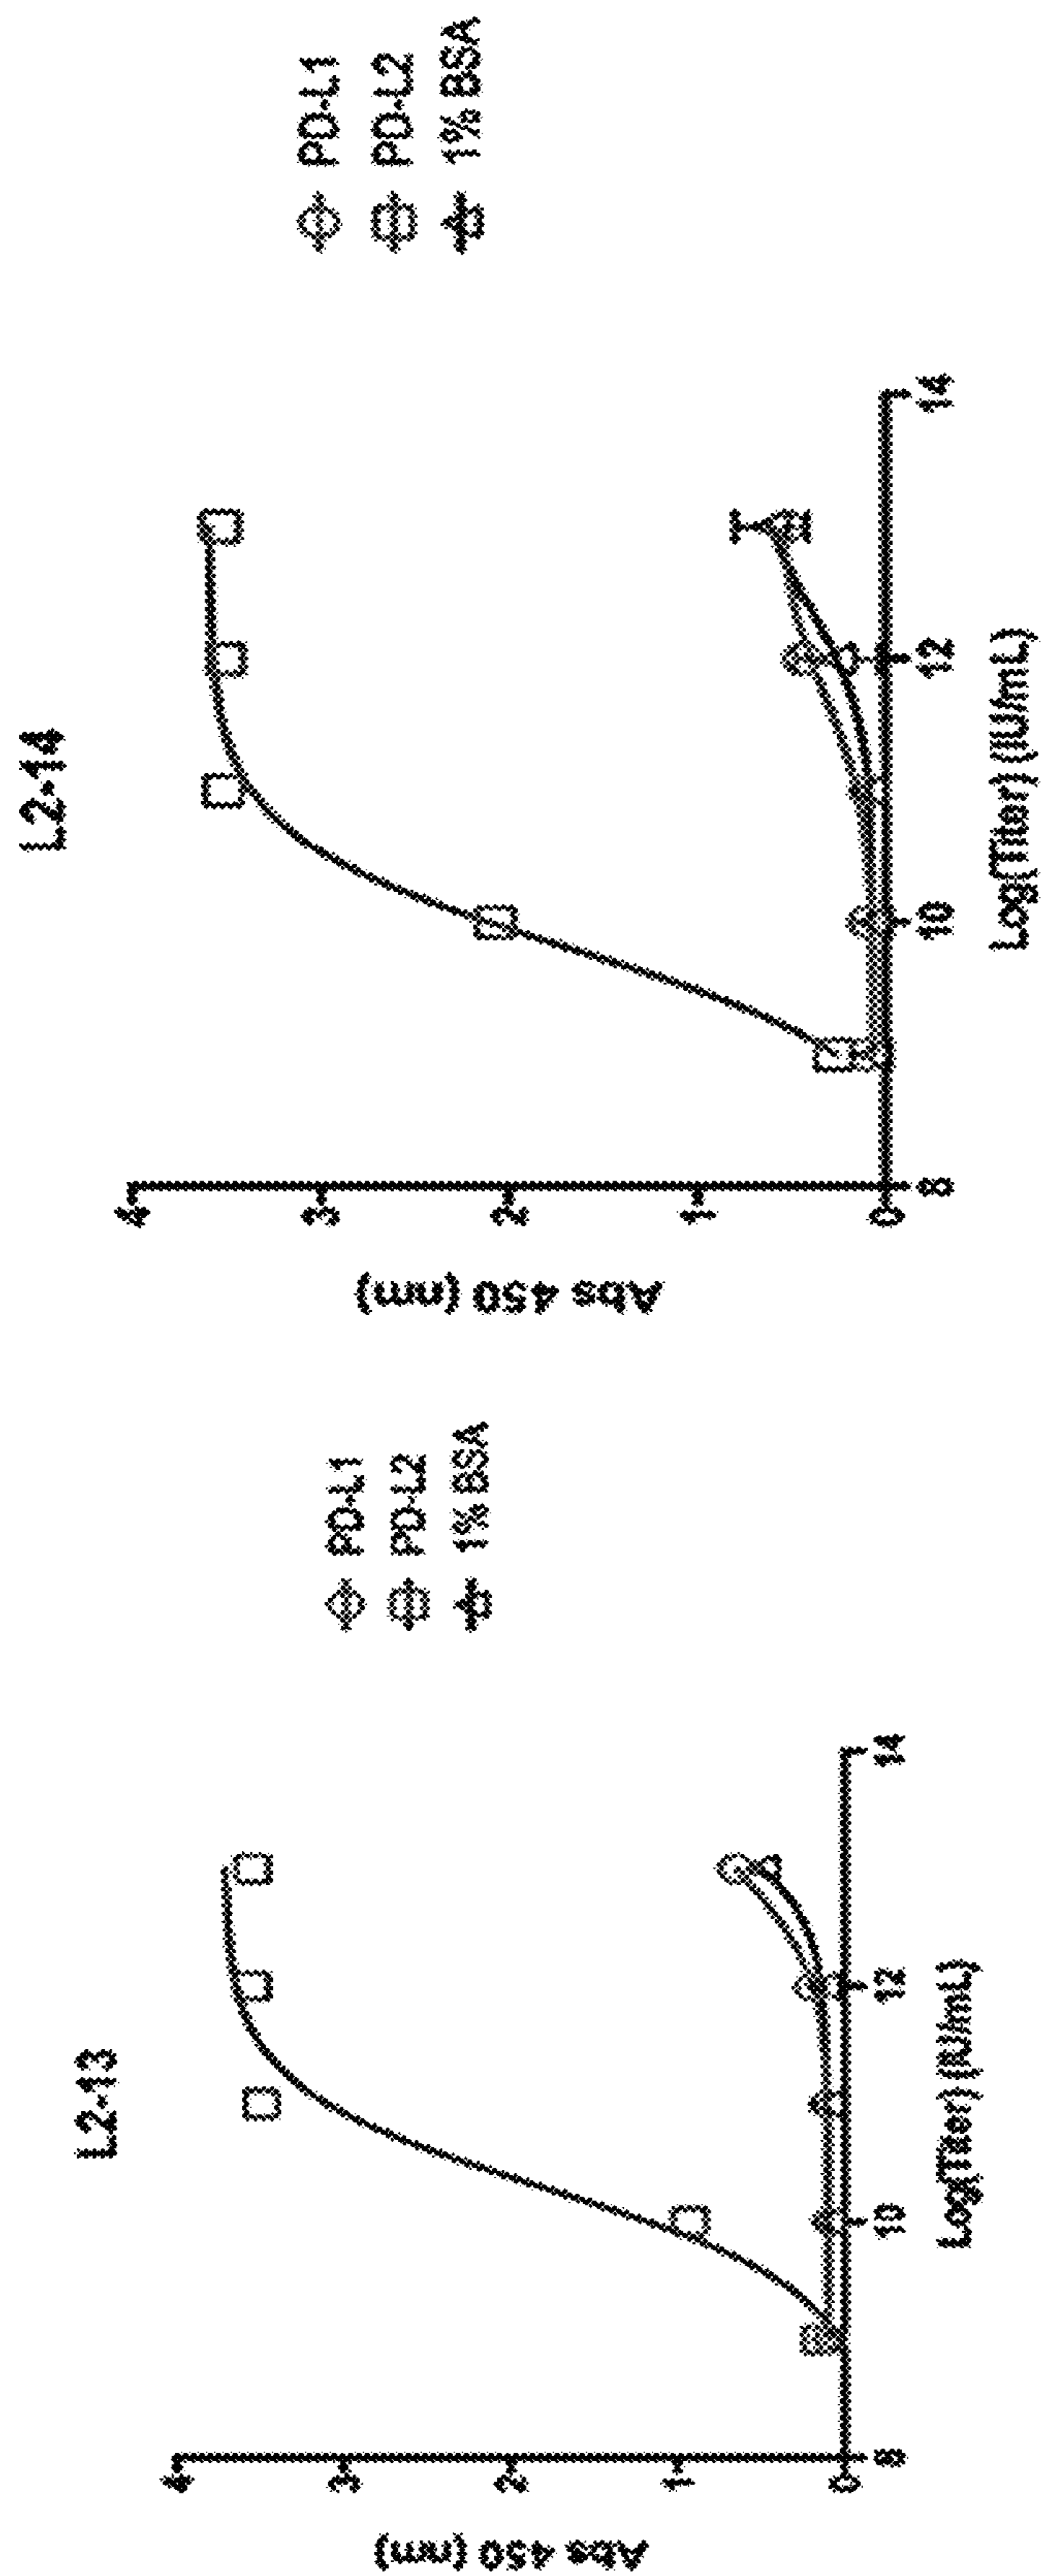 L2-13
Abs 450 (nm)
4
3
2
1
0
8
10
12
14
Log(Titer) (IU/mL)
PD-L1
PD-L2
1% BSA
L2-14
Abs 450 (nm)
4
3
2
1
0
8
10
12
14
Log(Titer) (IU/mL)
PD-L1
PD-L2
1% BSA